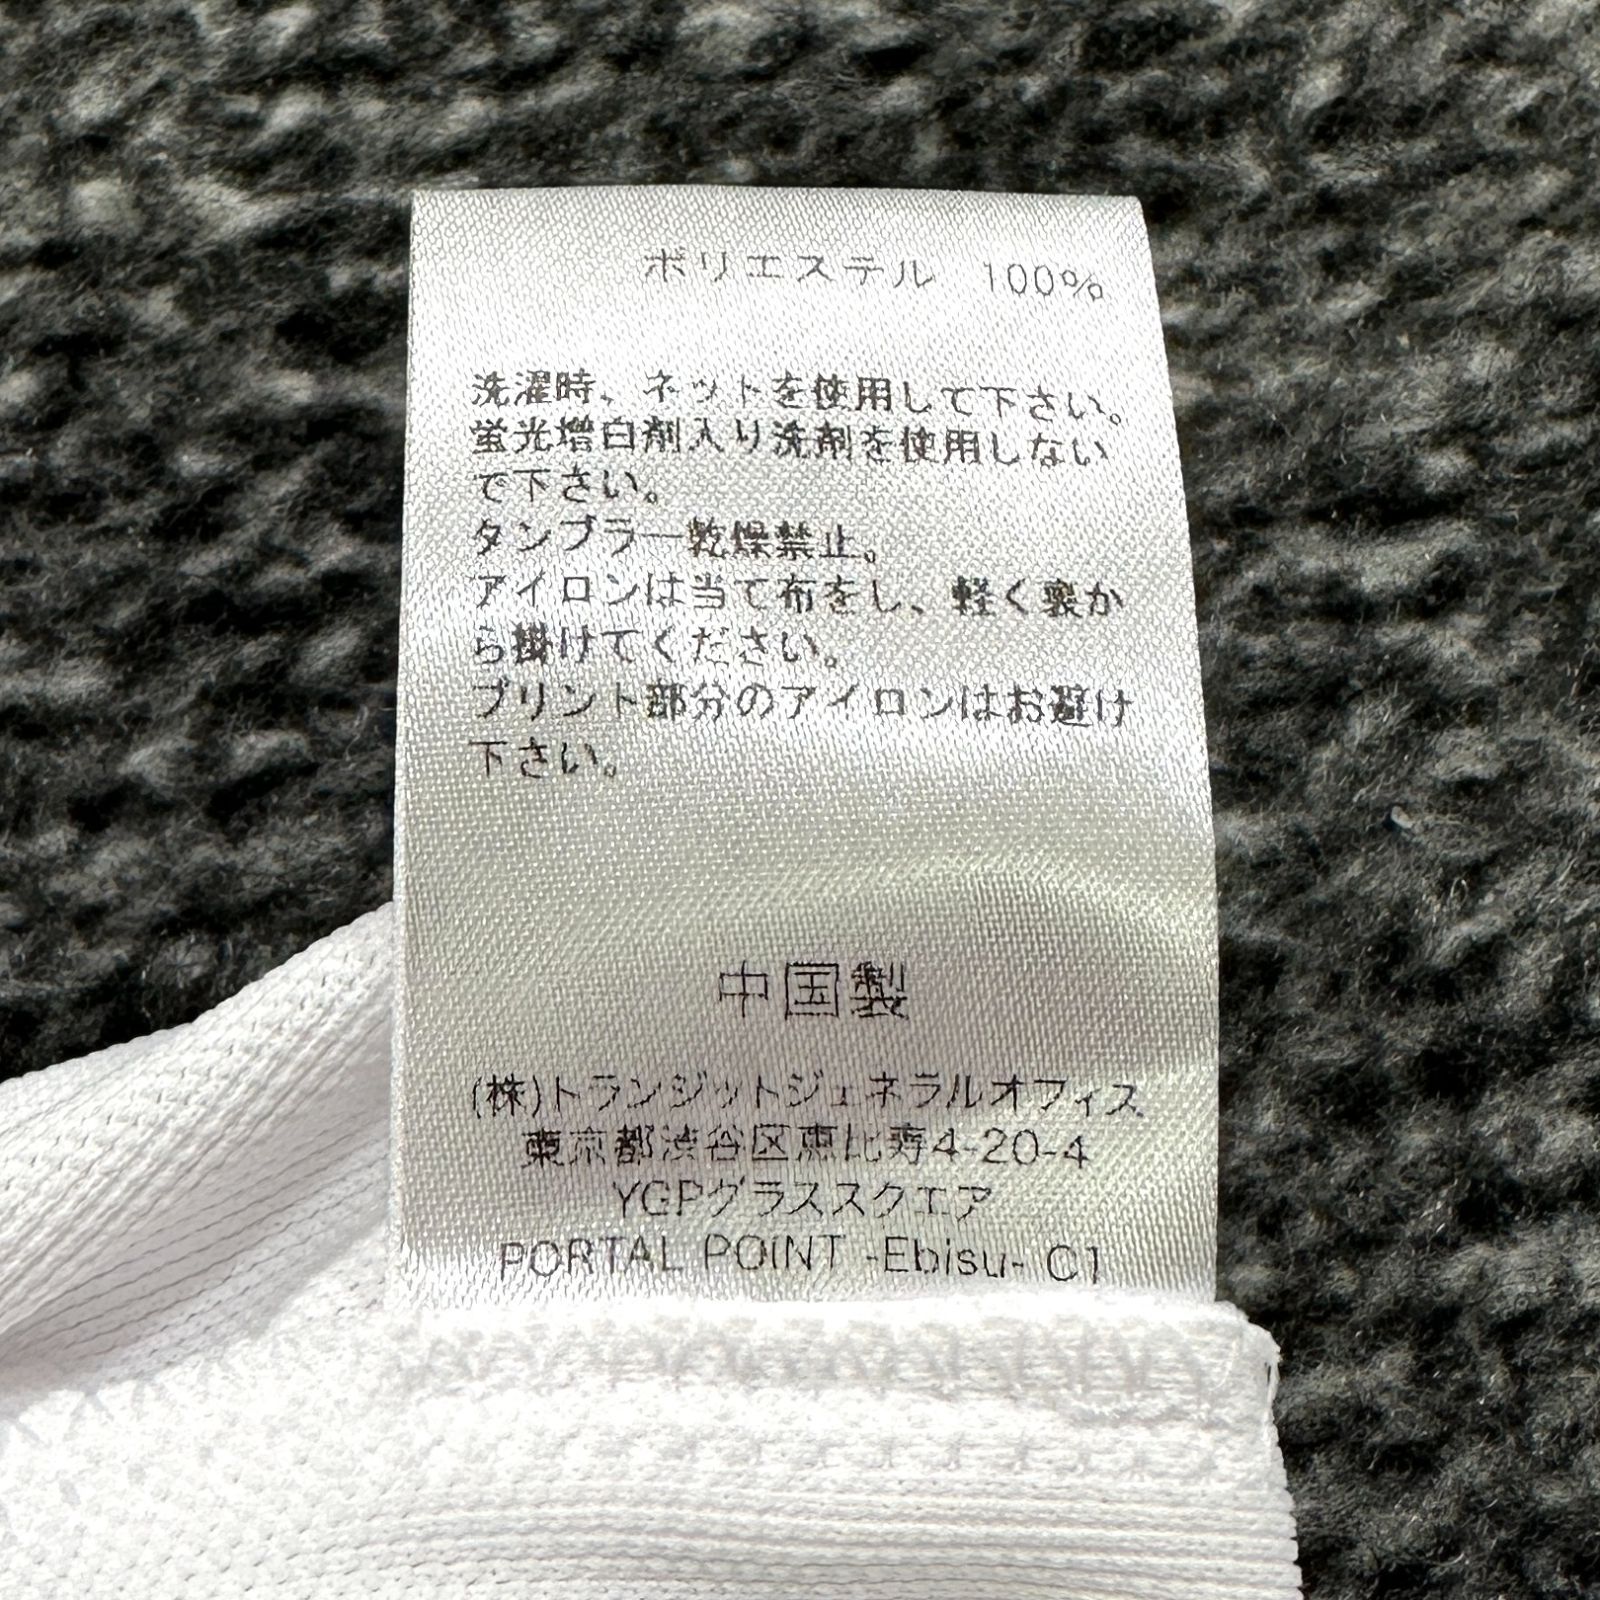 ポリエステル 100%
洗濯時、ネットを使用して下さい。
蛍光増白剤入り洗剤を使用しない
で下さい。
タンブラー乾燥禁止。
アイロンは当て布をし、軽く裏か
ら掛けてください。
プリント部分のアイロンはお避け
下さい。
中国製
(株)トランジットジェネラルオフィス
東京都渋谷区恵比寿4-20-4
YGPグラススクエア
PORTAL POINT -Ebisu- C1